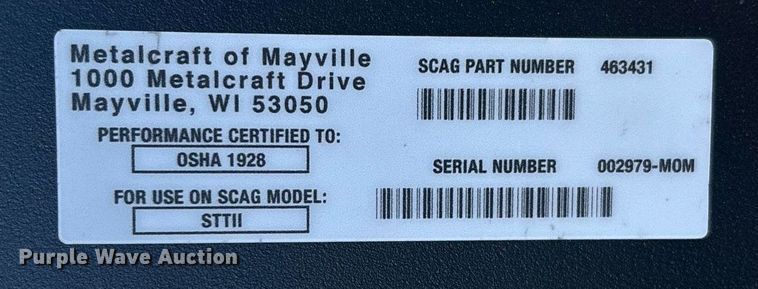 Metalcraft of Mayville
1000 Metalcraft Drive
Mayville, WI 53050
PERFORMANCE CERTIFIED TO:
OSHA 1928
FOR USE ON SCAG MODEL:
STTII
SCAG PART NUMBER 463431
SERIAL NUMBER 002979-MOM
Purple Wave Auction